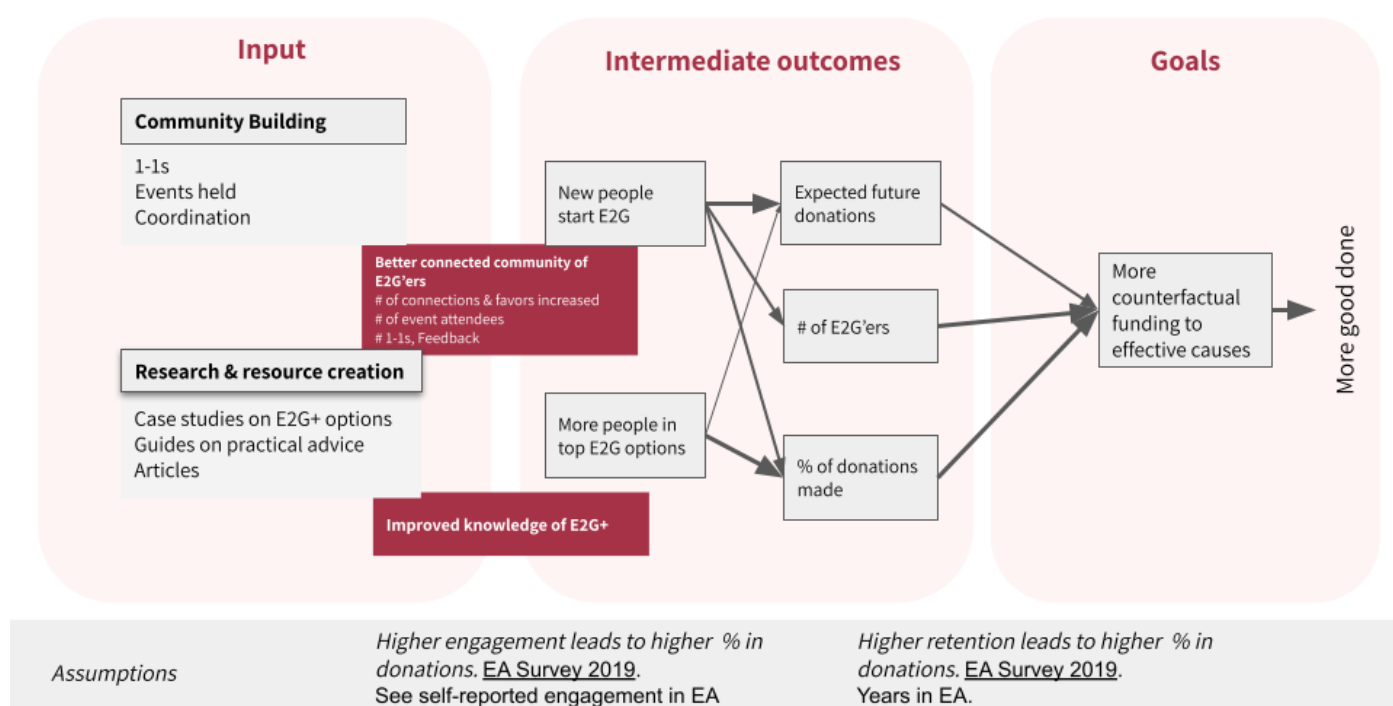 Input
Community Building
1-1s
Events held
Coordination
Better connected community of
E2G’ers
# of connections & favors increased
# of event attendees
# 1-1s, Feedback
Research & resource creation
Case studies on E2G+ options
Guides on practical advice
Articles
Improved knowledge of E2G+
Intermediate outcomes
New people
start E2G
More people in
top E2G options
Expected future
donations
# of E2G’ers
% of donations
made
Goals
More
counterfactual
funding to
effective causes
More good done
Assumptions
Higher engagement leads to higher % in
donations. EA Survey 2019.
See self-reported engagement in EA
Higher retention leads to higher % in
donations. EA Survey 2019.
Years in EA.